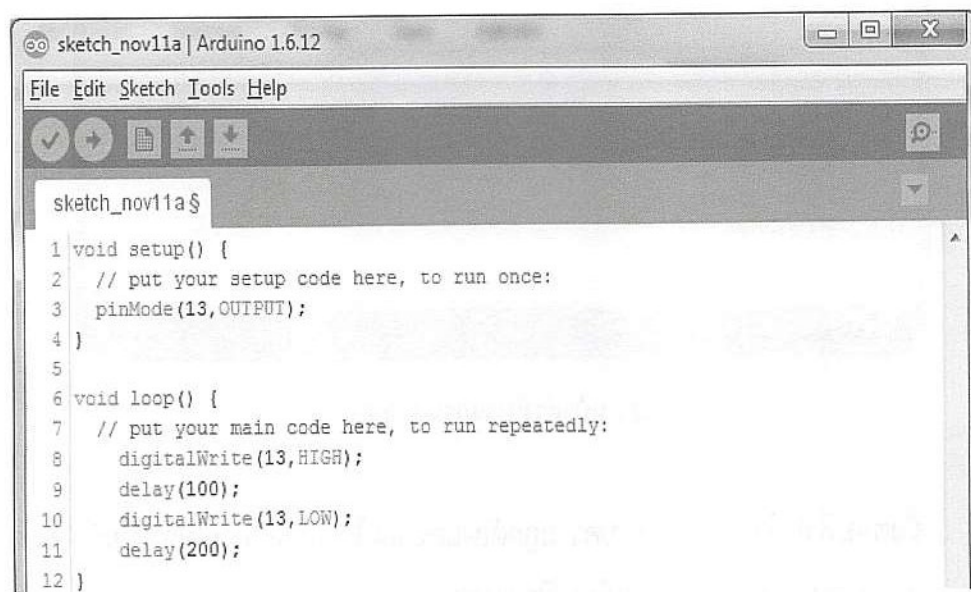 sketch_nov11a | Arduino 1.6.12
File Edit Sketch Tools Help
sketch_nov11a §
1 void setup() {
2 // put your setup code here, to run once:
3 pinMode(13,OUTPUT);
4 }
5
6 void loop() {
7 // put your main code here, to run repeatedly:
8 digitalWrite(13,HIGH);
9 delay(100);
10 digitalWrite(13,LOW);
11 delay(200);
12 }